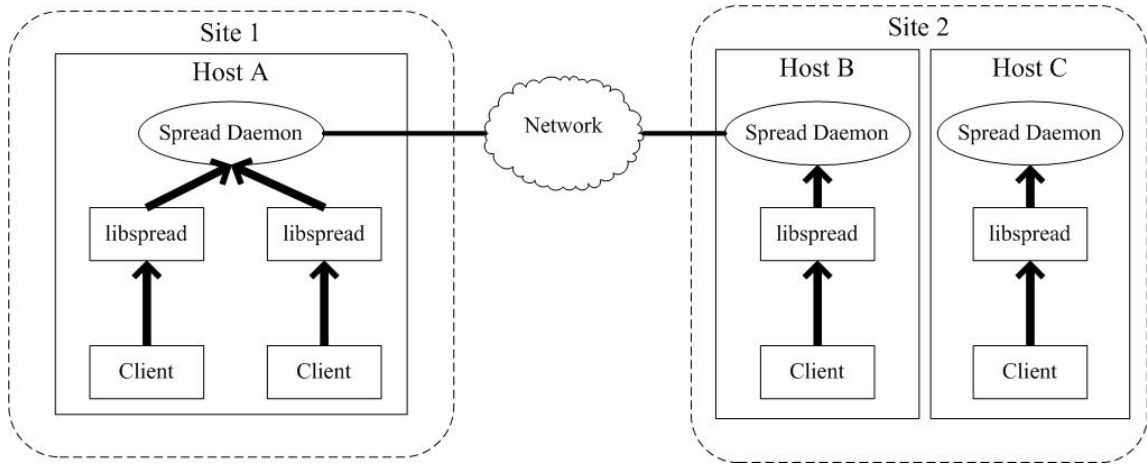 Site 1
Host A
Spread Daemon
libspread
libspread
Client
Client
Network
Site 2
Host B
Spread Daemon
libspread
Client
Host C
Spread Daemon
libspread
Client